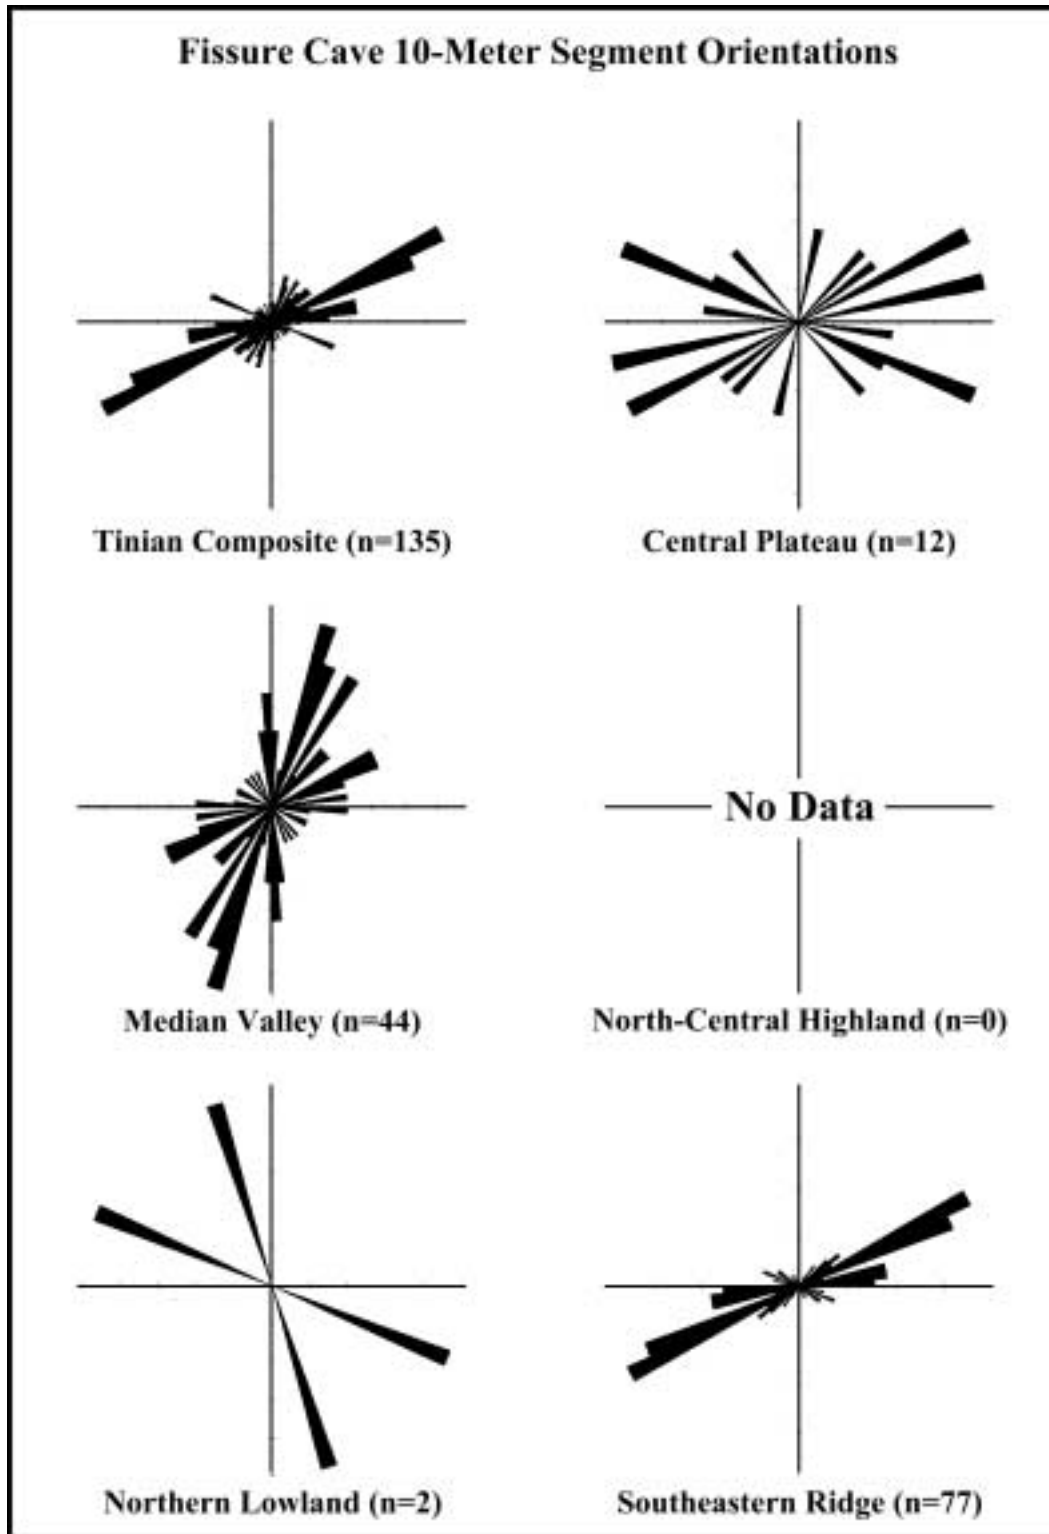 Fissure Cave 10-Meter Segment Orientations
Tinian Composite (n=135)
Central Plateau (n=12)
No Data
Median Valley (n=44)
North-Central Highland (n=0)
Northern Lowland (n=2)
Southeastern Ridge (n=77)